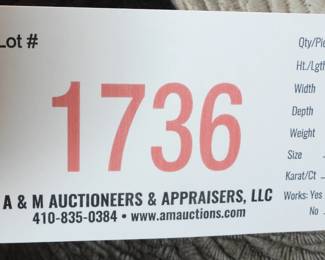 Lot #
1736
A & M AUCTIONEERS & APPRAISERS, LLC
410-835-0384 • www.amauctions.com
Qty/Pie
Ht./Lgth
Width
Depth
Weight
Size
Karat/Ct
Works: Yes
No